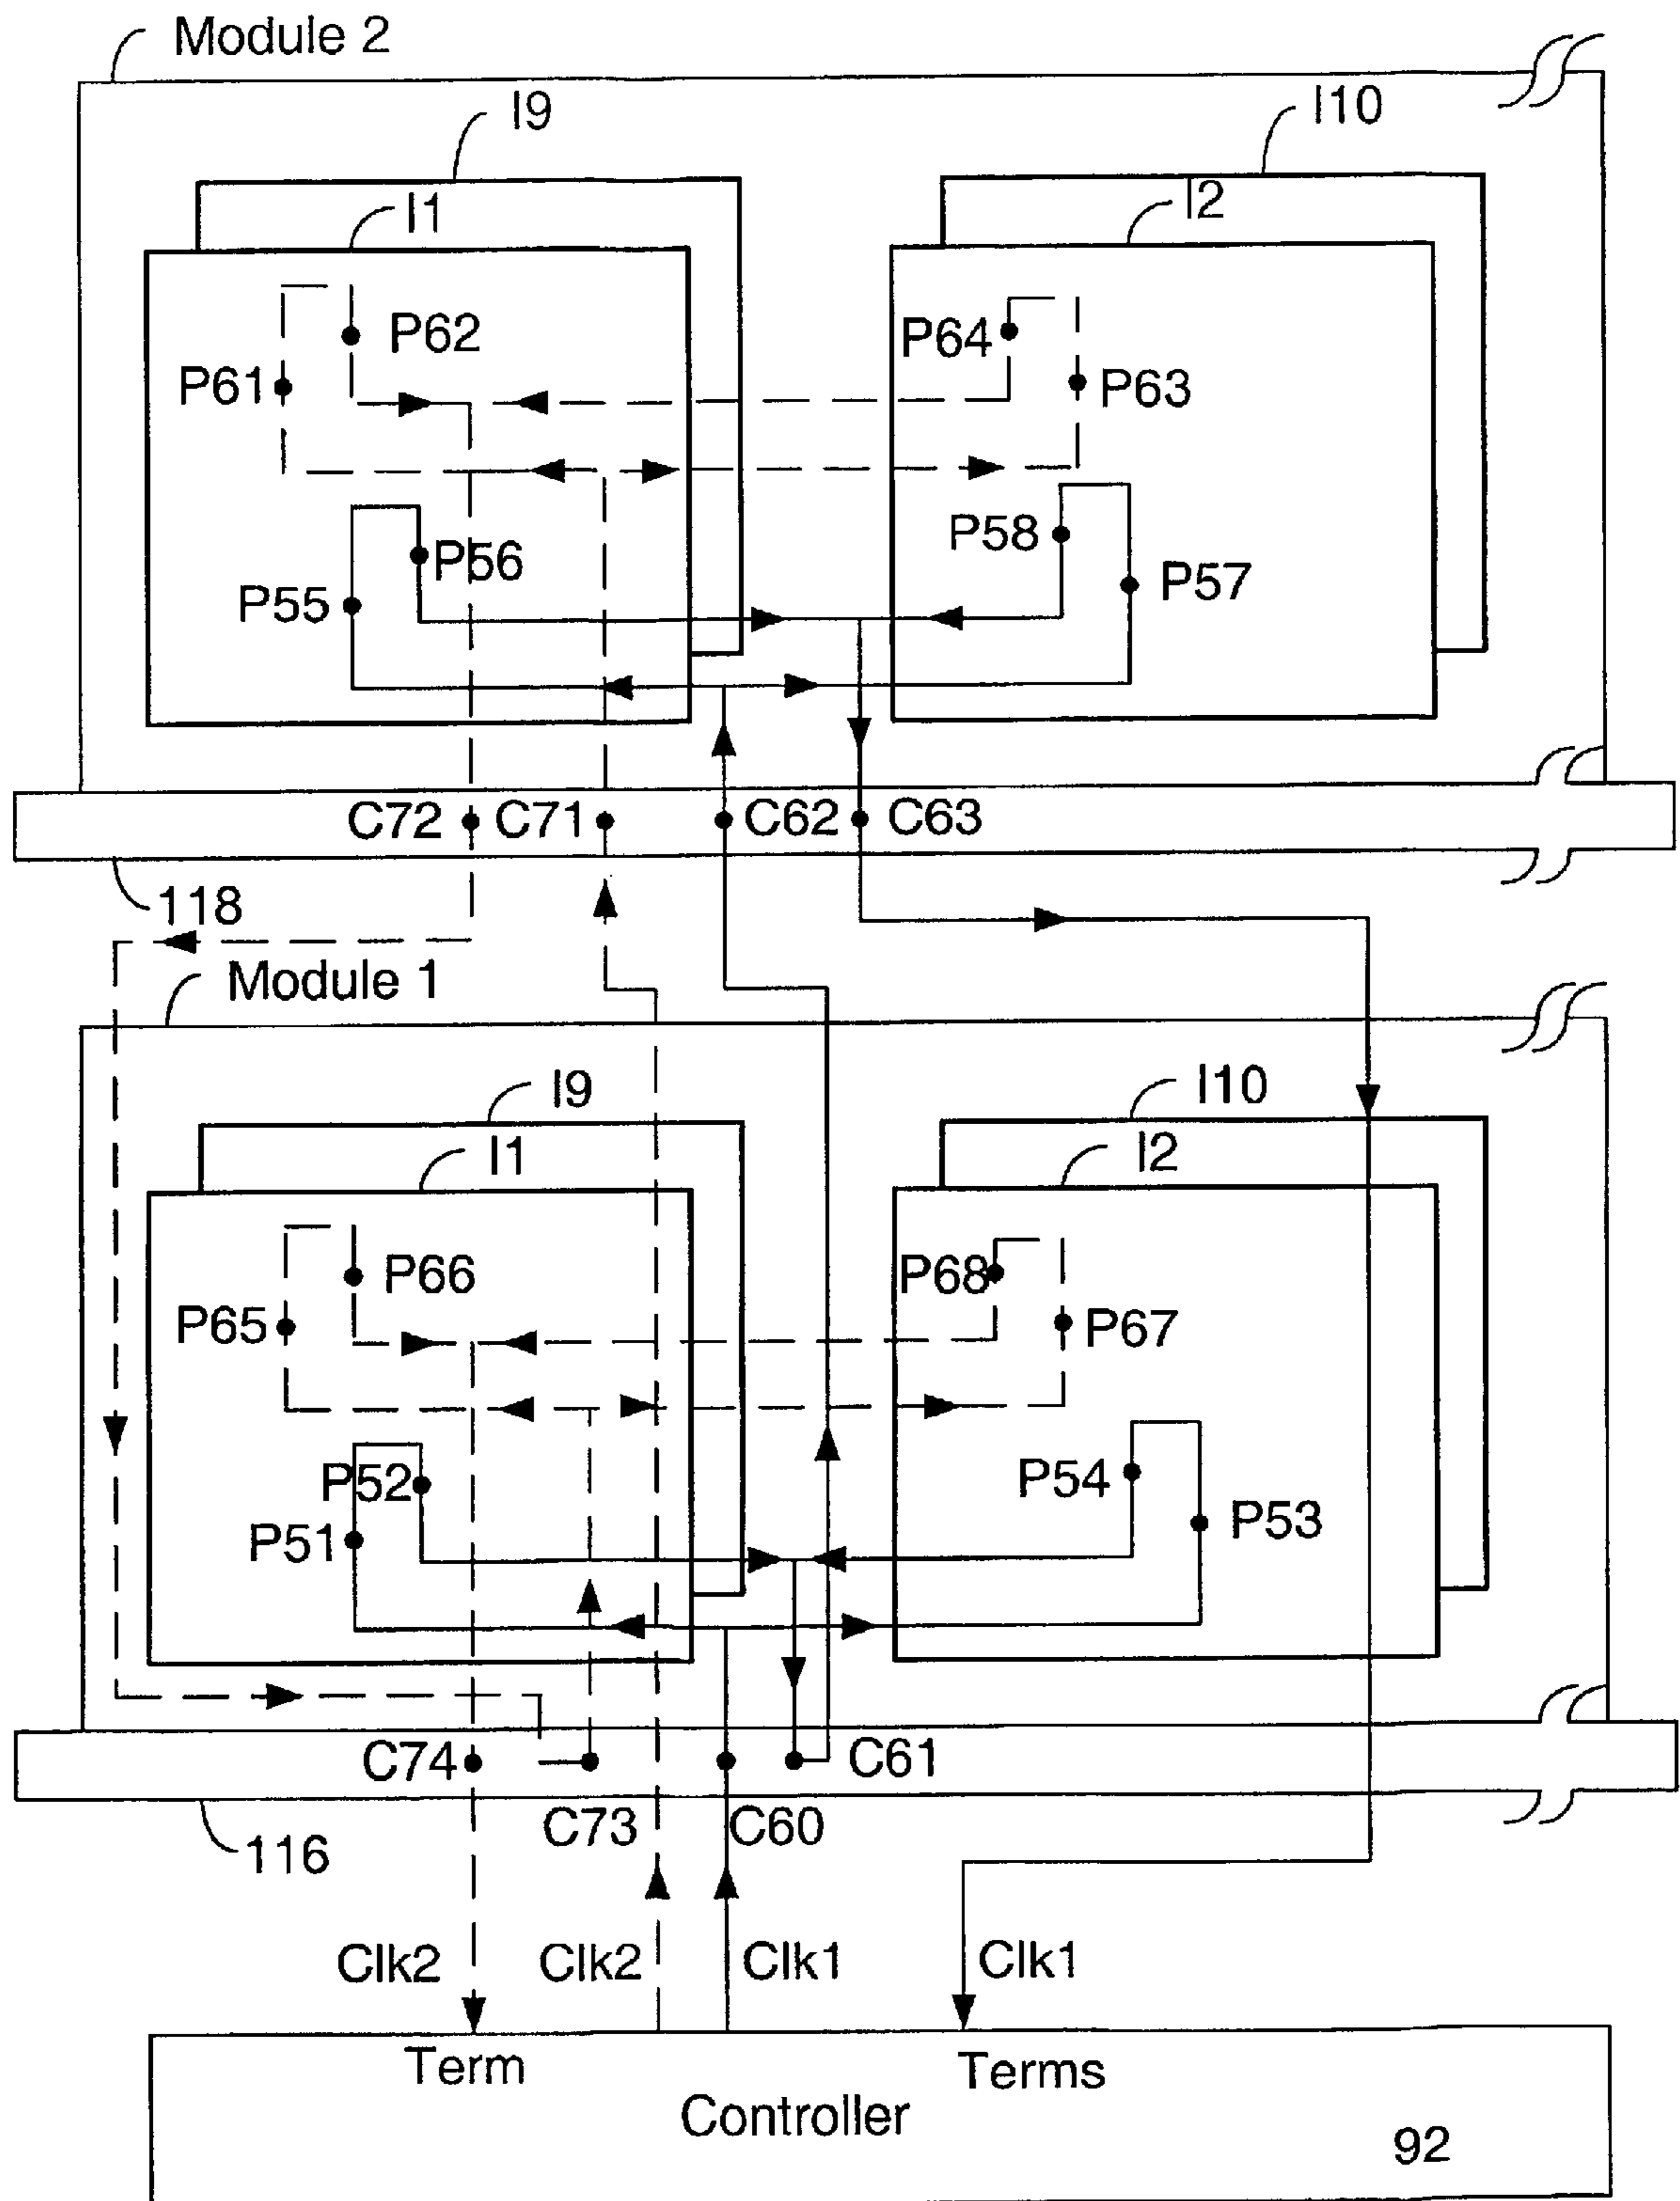 Module 2
I9
I10
I1
I2
P62
P64
P61
P63
P56
P58
P55
P57
C72
C71
C62
C63
118
Module 1
I9
I10
I1
I2
P66
P68
P65
P67
P52
P54
P51
P53
C74
C61
C73
C60
116
Clk2
Clk2
Clk1
Clk1
Term
Terms
Controller
92